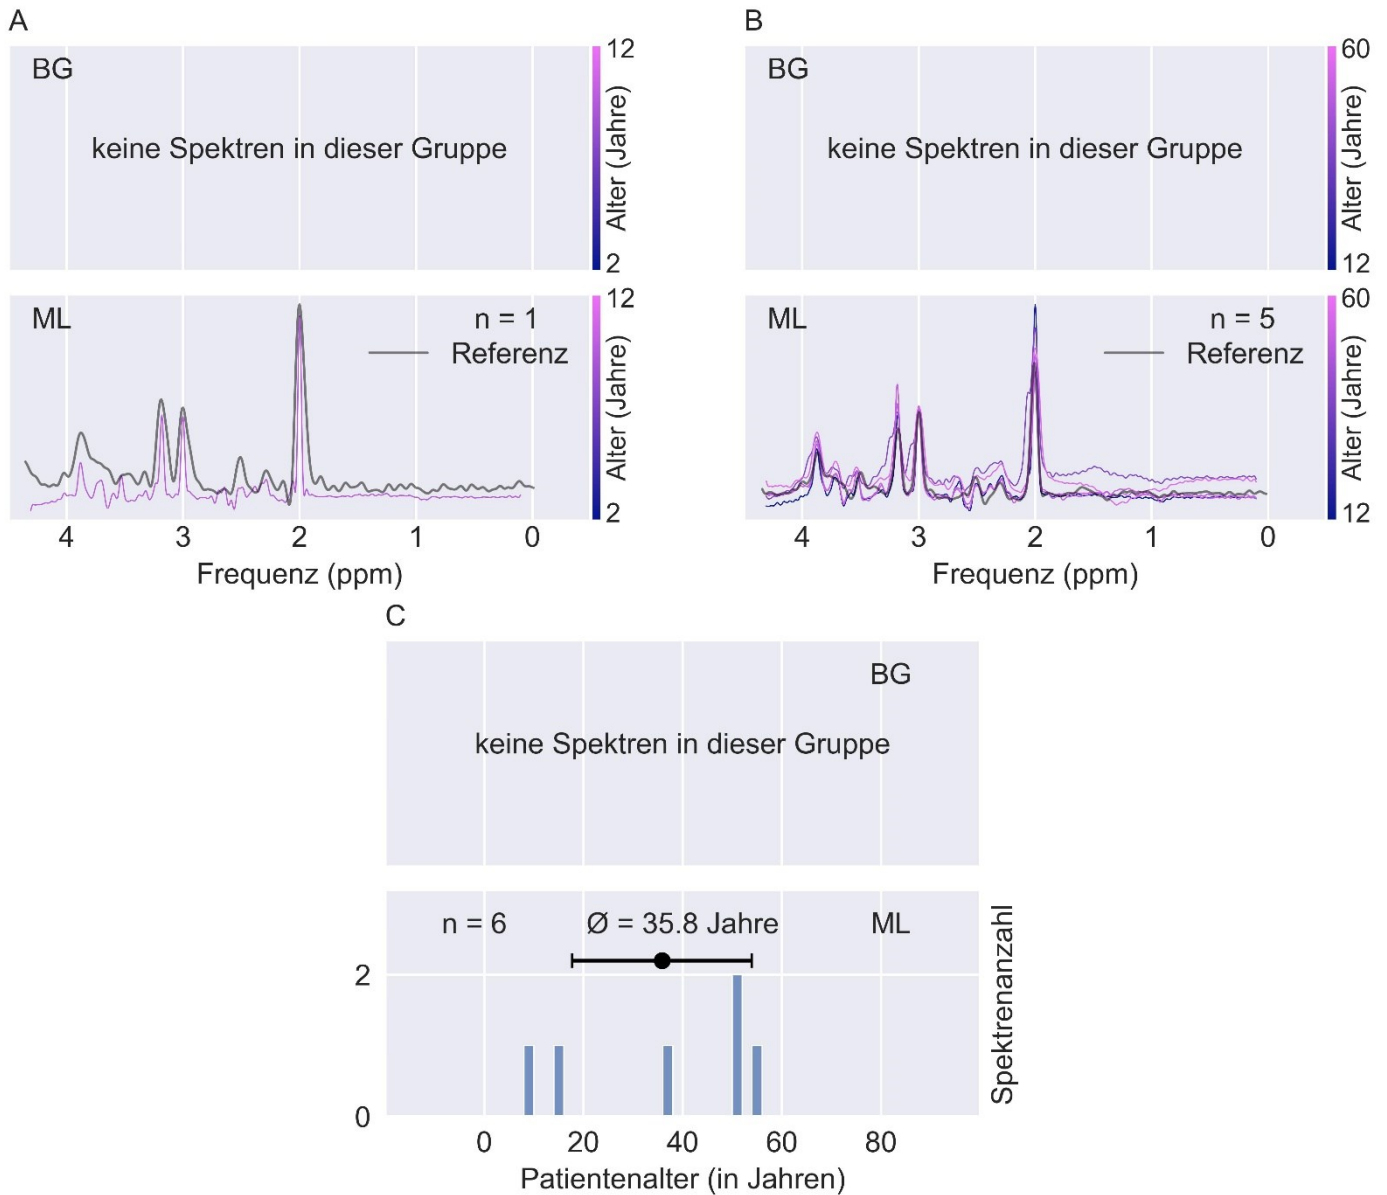 A
BG
keine Spektren in dieser Gruppe
12
Alter (Jahre)
2
ML
n = 1
Referenz
12
Alter (Jahre)
2
4 3 2 1 0
Frequenz (ppm)
B
BG
keine Spektren in dieser Gruppe
60
Alter (Jahre)
12
ML
n = 5
Referenz
60
Alter (Jahre)
12
4 3 2 1 0
Frequenz (ppm)
C
BG
keine Spektren in dieser Gruppe
n = 6 Ø = 35.8 Jahre ML
2
0
Spektrenanzahl
0 20 40 60 80
Patientenalter (in Jahren)